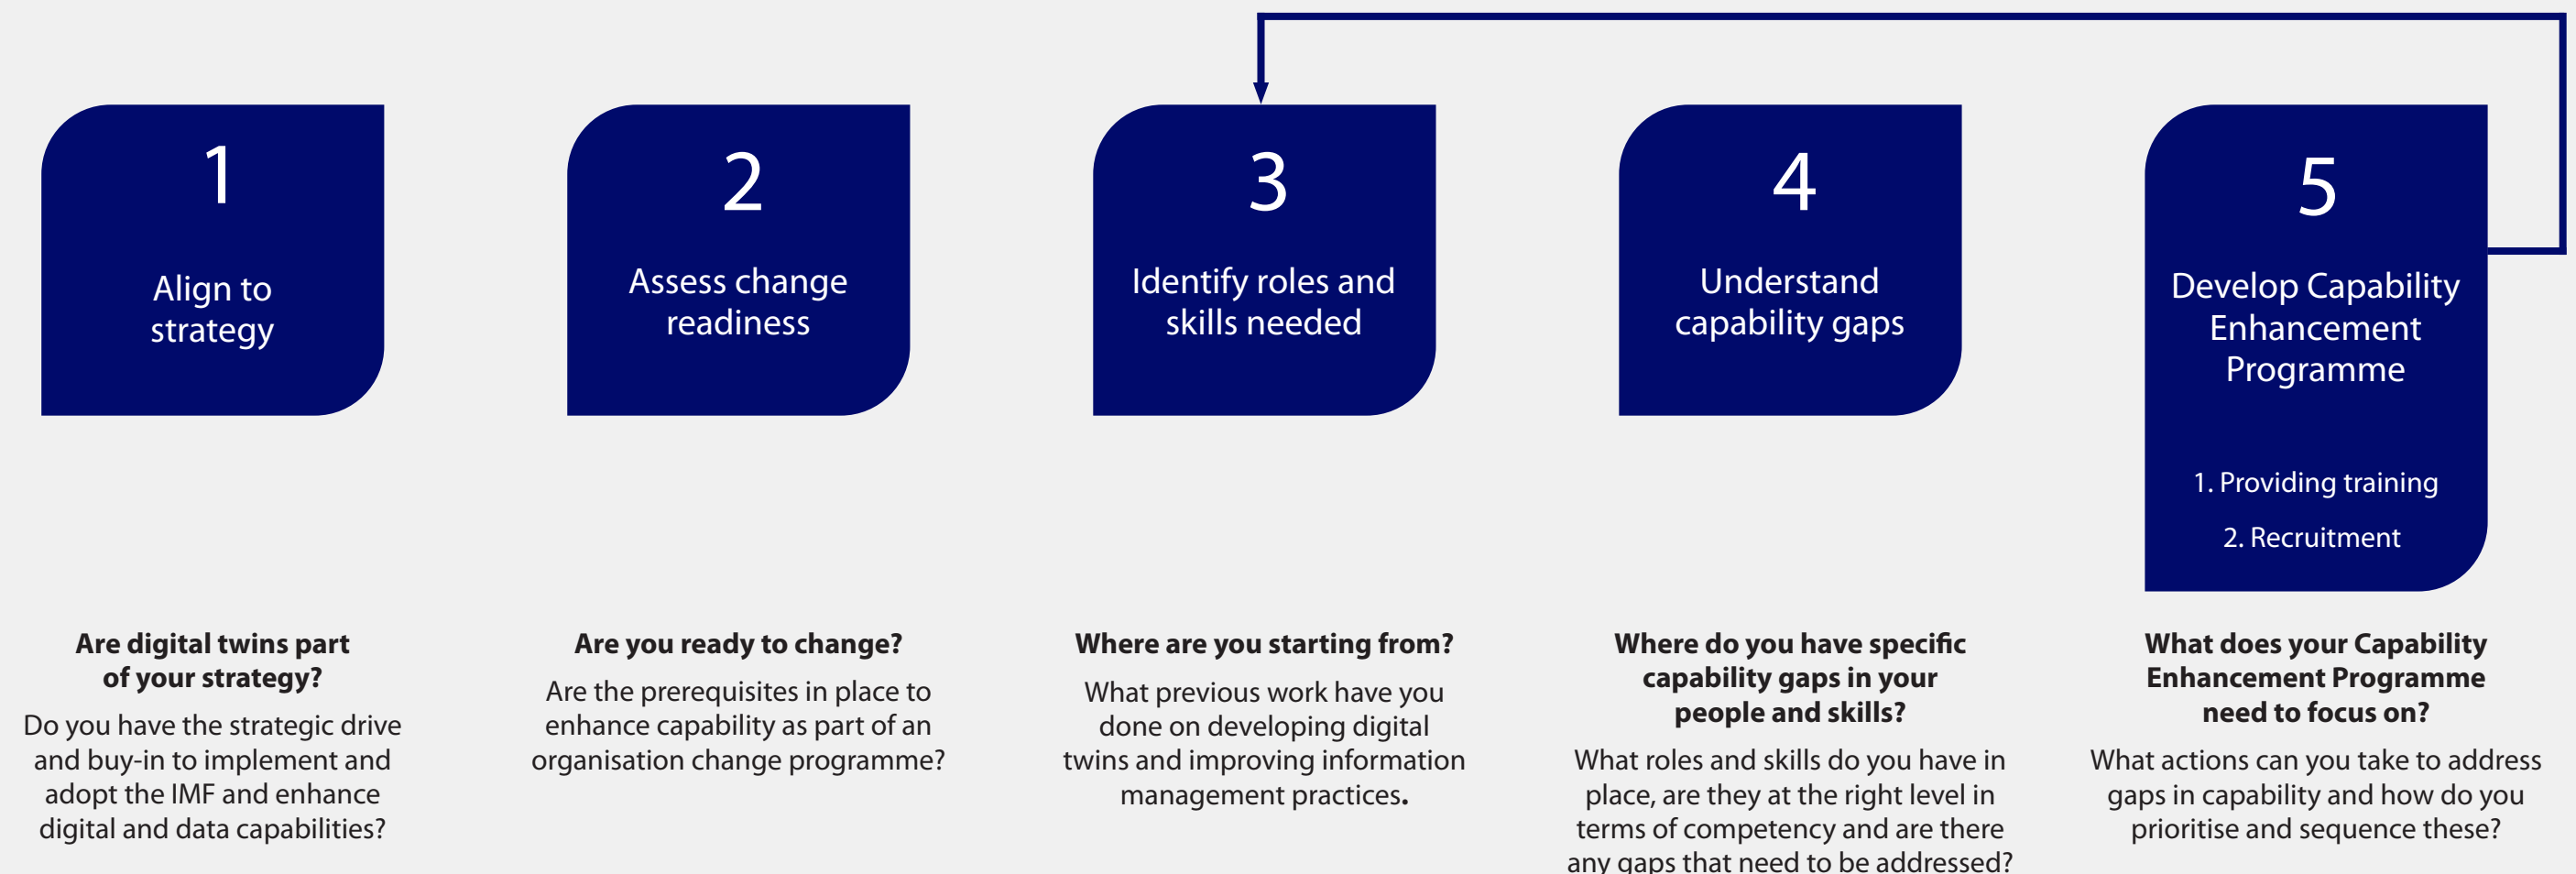 1
Align to
strategy
2
Assess change
readiness
3
Identify roles and
skills needed
4
Understand
capability gaps
5
Develop Capability
Enhancement
Programme
1. Providing training
2. Recruitment
Are digital twins part
of your strategy?
Do you have the strategic drive
and buy-in to implement and
adopt the IMF and enhance
digital and data capabilities?
Are you ready to change?
Are the prerequisites in place to
enhance capability as part of an
organisation change programme?
Where are you starting from?
What previous work have you
done on developing digital
twins and improving information
management practices.
Where do you have specific
capability gaps in your
people and skills?
What roles and skills do you have in
place, are they at the right level in
terms of competency and are there
any gaps that need to be addressed?
What does your Capability
Enhancement Programme
need to focus on?
What actions can you take to address
gaps in capability and how do you
prioritise and sequence these?